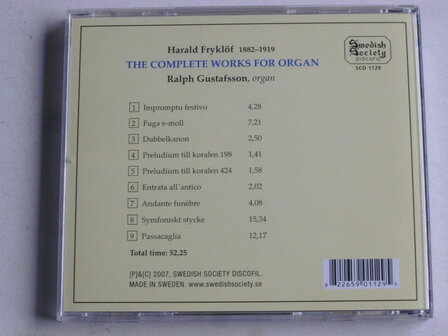 Harald Fryklöf 1882–1919
THE COMPLETE WORKS FOR ORGAN
Ralph Gustafsson, organ
Swedish
Society
DISCOFIL
SCD 1129
1 Impromptu festivo 4,28
2 Fuga e-moll 7,21
3 Dubbelkanon 2,50
4 Preludium till koralen 198 1,41
5 Preludium till koralen 424 1,58
6 Entrata all´antico 2,02
7 Andante funèbre 4,08
8 Symfoniskt stycke 15,34
9 Passacaglia 12,17
Total time: 52,25
[P]&[C] 2007, SWEDISH SOCIETY DISCOFIL.
MADE IN SWEDEN. www.swedishsociety.se
8 22659 01129 5